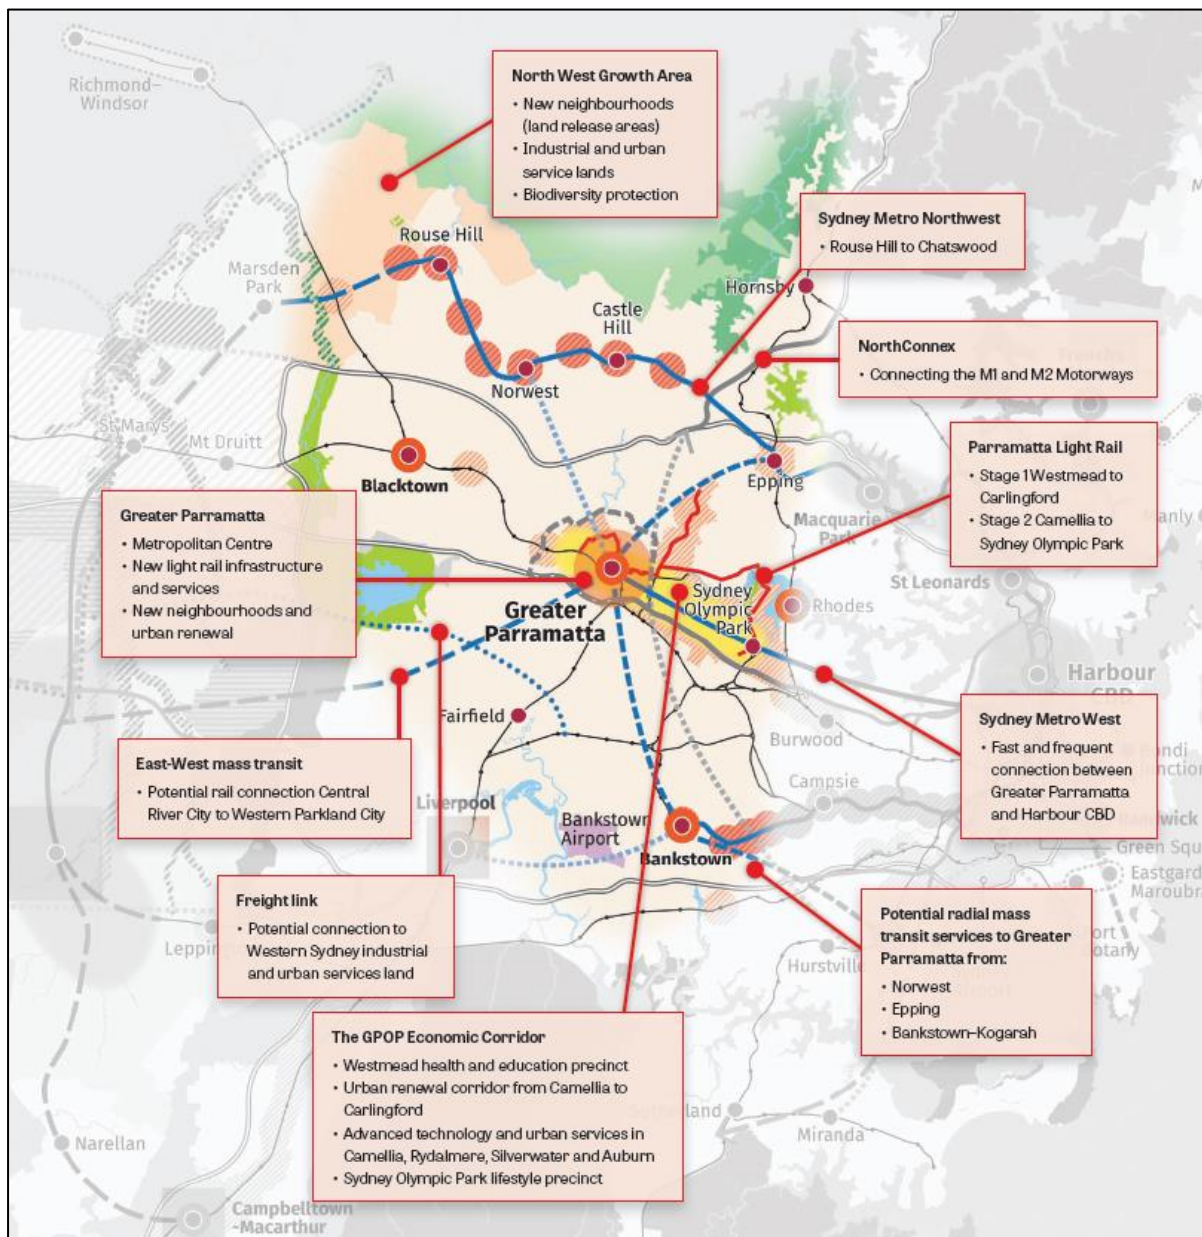 Richmond–
Windsor
North West Growth Area
• New neighbourhoods
(land release areas)
• Industrial and urban
service lands
• Biodiversity protection
Sydney Metro Northwest
• Rouse Hill to Chatswood
Rouse Hill
Marsden
Park
Hornsby
Castle
Hill
NorthConnex
• Connecting the M1 and M2 Motorways
Norwest
St Marys
Mt Druitt
Blacktown
Epping
Parramatta Light Rail
• Stage 1 Westmead to
Carlingford
• Stage 2 Camellia to
Sydney Olympic Park
Macquarie
Park
Manly
St Leonards
Greater Parramatta
• Metropolitan Centre
• New light rail infrastructure
and services
• New neighbourhoods and
urban renewal
Greater
Parramatta
Sydney
Olympic
Park
Rhodes
Harbour
CBD
Fairfield
Burwood
Sydney Metro West
• Fast and frequent
connection between
Greater Parramatta
and Harbour CBD
East-West mass transit
• Potential rail connection Central
River City to Western Parkland City
Campsie
Liverpool
Bankstown
Airport
Bankstown
Green Squ
Eastgard
Maroubr
Freight link
• Potential connection to
Western Sydney industrial
and urban services land
Lepping
Potential radial mass
transit services to Greater
Parramatta from:
• Norwest
• Epping
• Bankstown–Kogarah
Hurstville
The GPOP Economic Corridor
• Westmead health and education precinct
• Urban renewal corridor from Camellia to
Carlingford
• Advanced technology and urban services in
Camellia, Rydalmere, Silverwater and Auburn
• Sydney Olympic Park lifestyle precinct
Miranda
Narellan
Campbelltown
-Macarthur